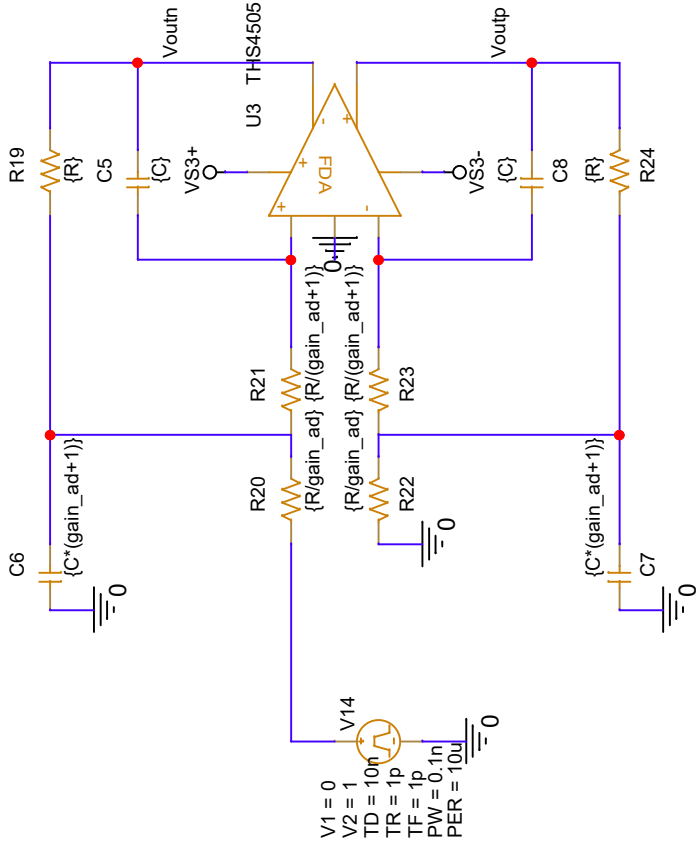 Voutn
Voutp
THS4505
U3
R19
{R}
C5
{C}
VS3+
+
-
+
-
+
FDA
VS3-
{C}
C8
{R}
R24
0
R21
{R/(gain_ad+1)}
{R/(gain_ad+1)}
R23
R20
{R/gain_ad}
{R/gain_ad}
R22
0
C6
{C*(gain_ad+1)}
0
{C*(gain_ad+1)}
C7
0
V14
+
-
0
V1 = 0
V2 = 1
TD = 10n
TR = 1p
TF = 1p
PW = 0.1n
PER = 10u